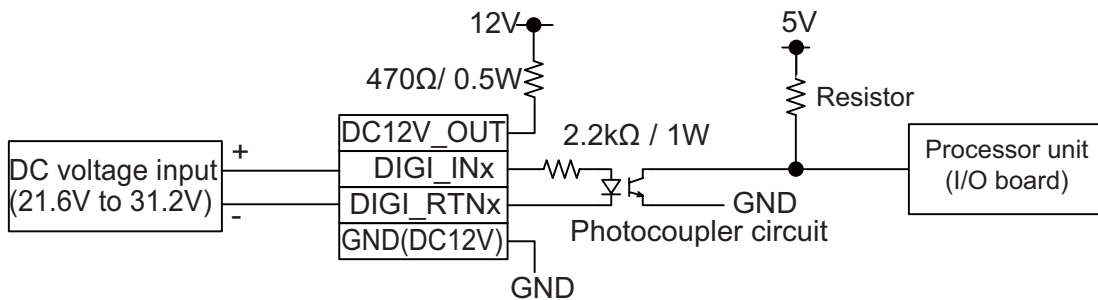 12V
5V
470Ω/ 0.5W
Resistor
DC12V_OUT
2.2kΩ / 1W
DC voltage input
(21.6V to 31.2V)
+
-
DIGI_INx
DIGI_RTNx
GND(DC12V)
GND
Photocoupler circuit
Processor unit
(I/O board)
GND